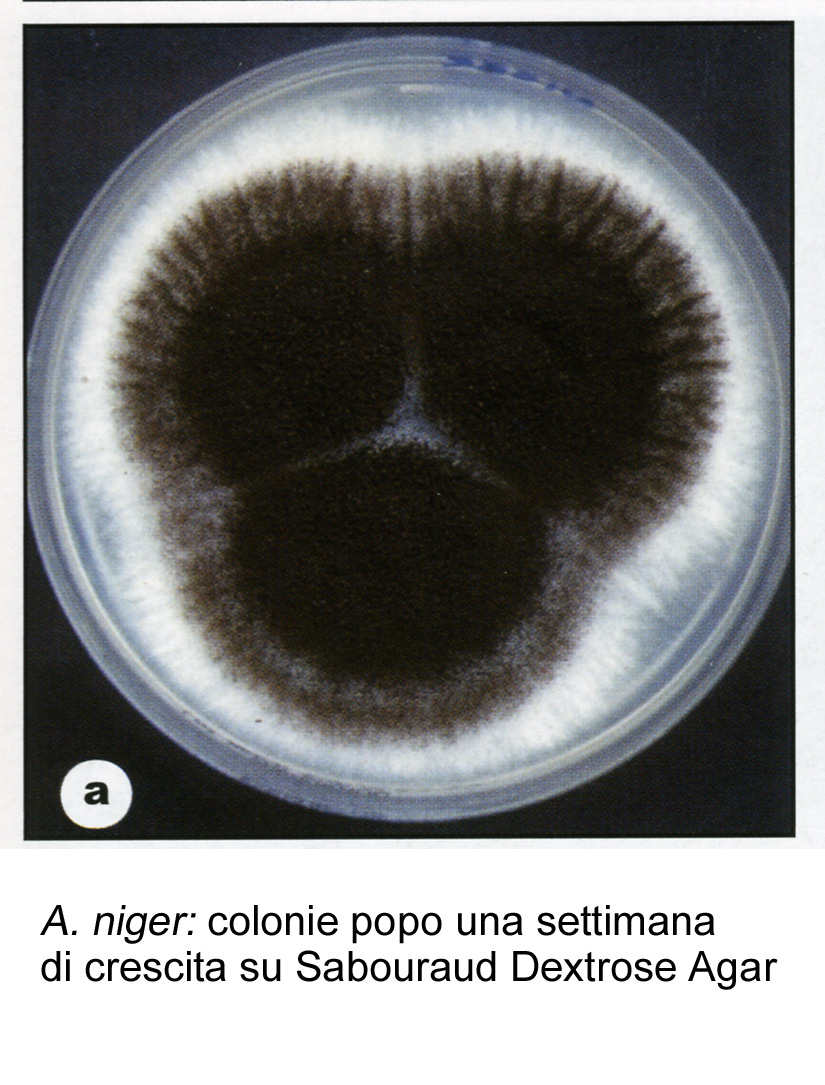 a
A. niger: colonie popo una settimana
di crescita su Sabouraud Dextrose Agar